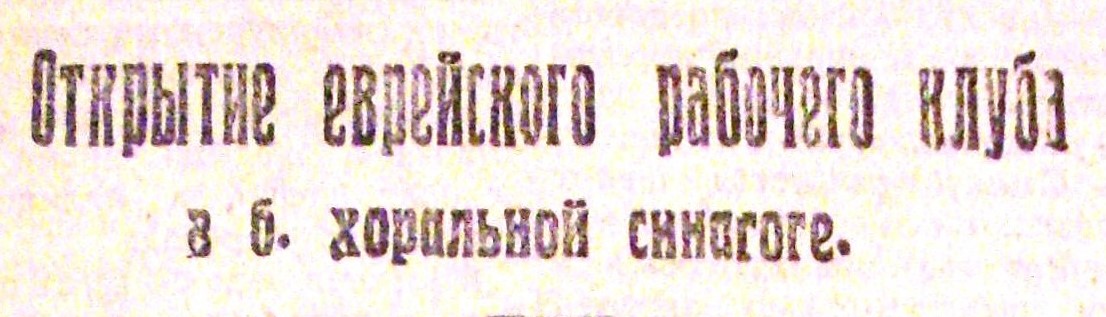 Открытие еврейского рабочего клуба
в б. хоральной синагоге.